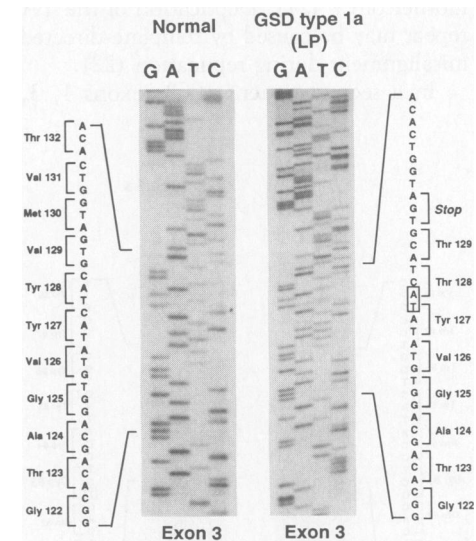 Normal
G A T C
GSD type 1a
(LP)
G A T C
A
C
A
C
T
G
G
T
A
G
T
G
C
A
T
C
A
T
A
T
G
T
G
G
A
C
G
A
C
A
C
G
G
Thr 132
Val 131
Met 130
Val 129
Tyr 128
Tyr 127
Val 126
Gly 125
Ala 124
Thr 123
Gly 122
A
C
A
C
T
G
G
T
A
G
T
G
C
A
T
C
A
T
A
T
A
T
G
T
G
G
A
C
G
A
C
A
C
G
G
Stop
Thr 129
Thr 128
Tyr 127
Val 126
Gly 125
Ala 124
Thr 123
Gly 122
Exon 3
Exon 3